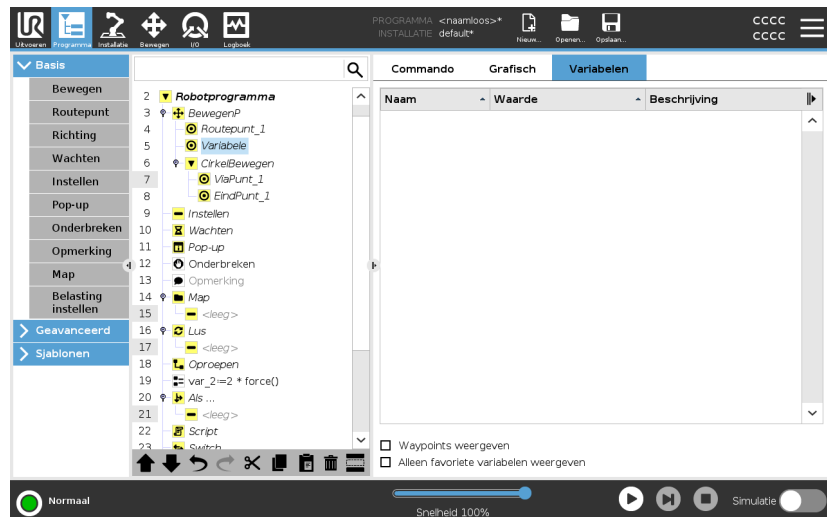 PROGRAMMA <naamloos>*
INSTALLATIE default*
Uitvoeren Programma Installatie Bewegen I/O Logboek
Nieuw... Openen... Opslaan...
CCCC
CCCC
Basis
Bewegen
Routepunt
Richting
Wachten
Instellen
Pop-up
Onderbreken
Opmerking
Map
Belasting
instellen
Geavanceerd
Sjablonen
2 Robotprogramma
3 BewegenP
4 Routepunt_1
5 Variabele
6 CirkelBewegen
7 ViaPunt_1
8 EindPunt_1
9 Instellen
10 Wachten
11 Pop-up
12 Onderbreken
13 Opmerking
14 Map
15 <leeg>
16 Lus
17 <leeg>
18 Oproepen
19 var_2:=2 * force()
20 Als ...
21 <leeg>
22 Script
23 Switch
Commando Grafisch Variabelen
Naam Waarde Beschrijving
Waypoints weergeven
Alleen favoriete variabelen weergeven
Normaal
Snelheid 100%
Simulatie